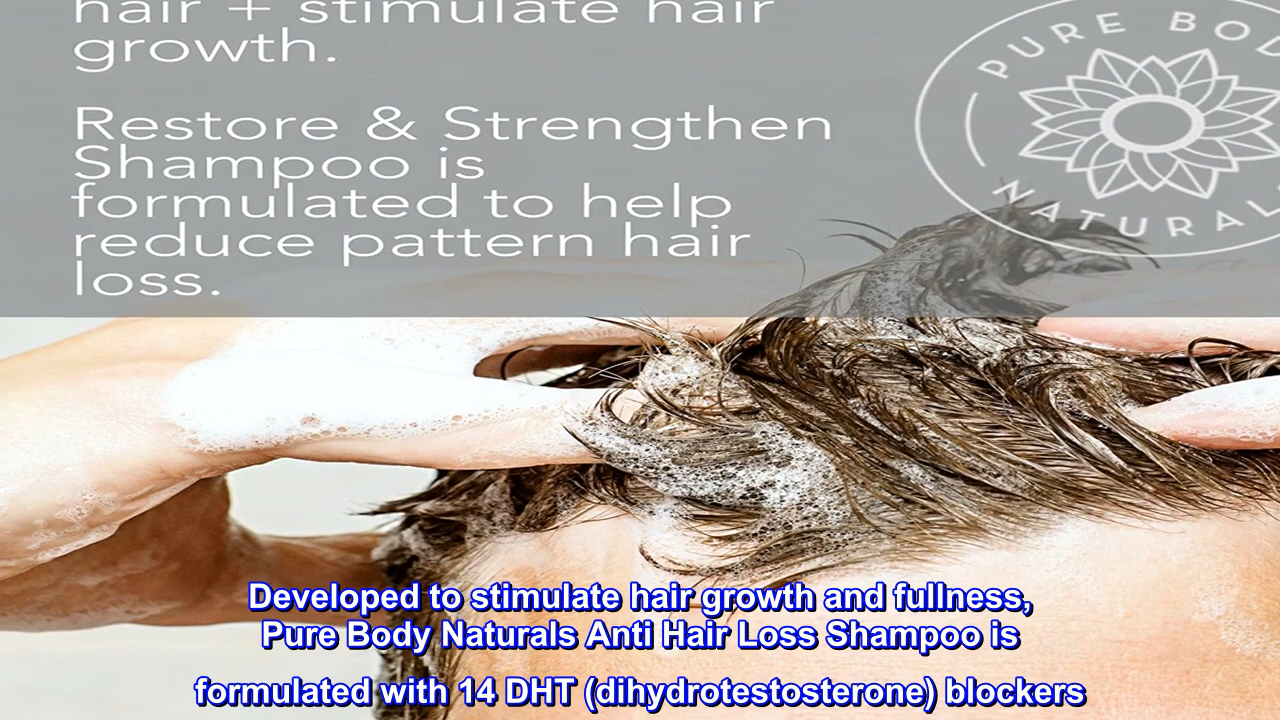 hair + stimulate hair
growth.
Restore & Strengthen
Shampoo is
formulated to help
reduce pattern hair
loss.
PURE BOD
NATURAL
Developed to stimulate hair growth and fullness,
Pure Body Naturals Anti Hair Loss Shampoo is
formulated with 14 DHT (dihydrotestosterone) blockers